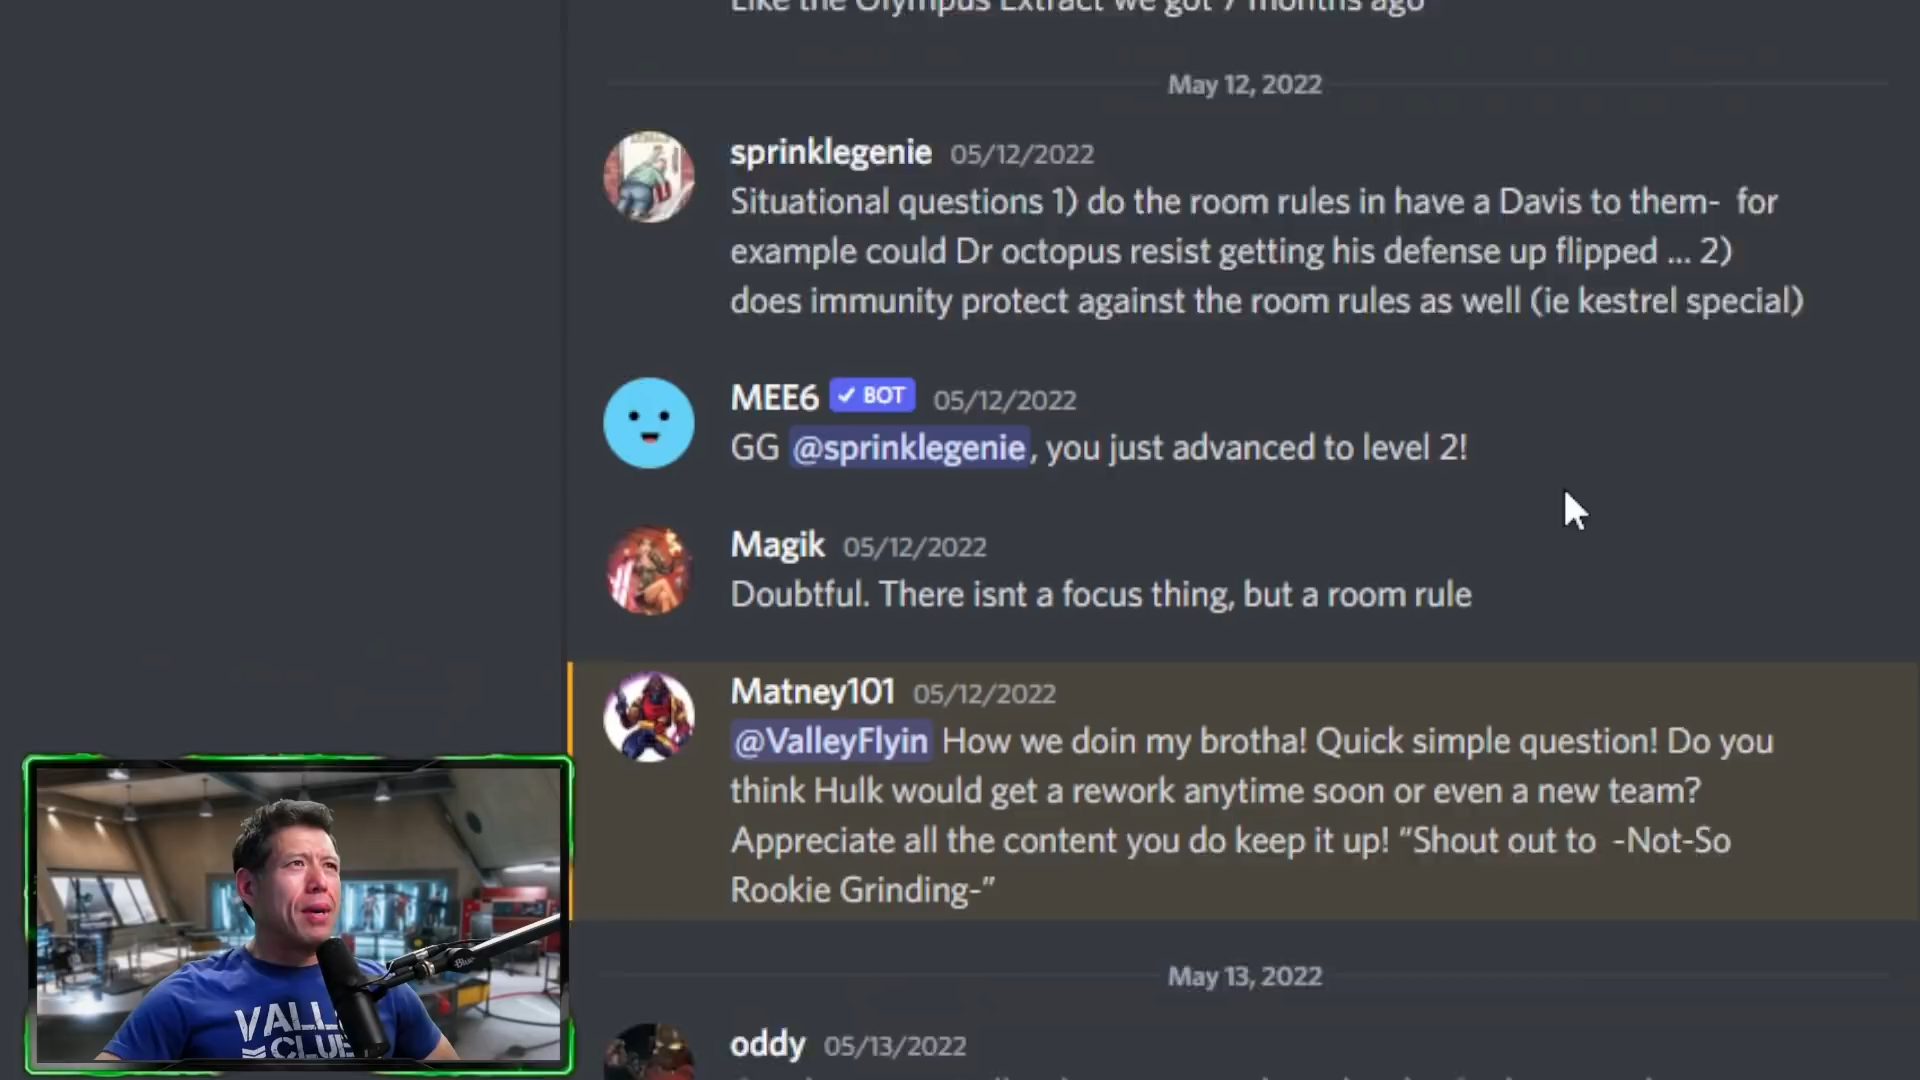 Like the Olympus Extract we got 7 months ago
May 12, 2022
sprinklegenie 05/12/2022
Situational questions 1) do the room rules in have a Davis to them- for
example could Dr octopus resist getting his defense up flipped ... 2)
does immunity protect against the room rules as well (ie kestrel special)
MEE6 ✓ BOT 05/12/2022
GG @sprinklegenie, you just advanced to level 2!
Magik 05/12/2022
Doubtful. There isnt a focus thing, but a room rule
Matney101 05/12/2022
@ValleyFlyin How we doin my brotha! Quick simple question! Do you
think Hulk would get a rework anytime soon or even a new team?
Appreciate all the content you do keep it up! "Shout out to -Not-So
Rookie Grinding-"
May 13, 2022
oddy 05/13/2022
Blue
VALL
CLUE